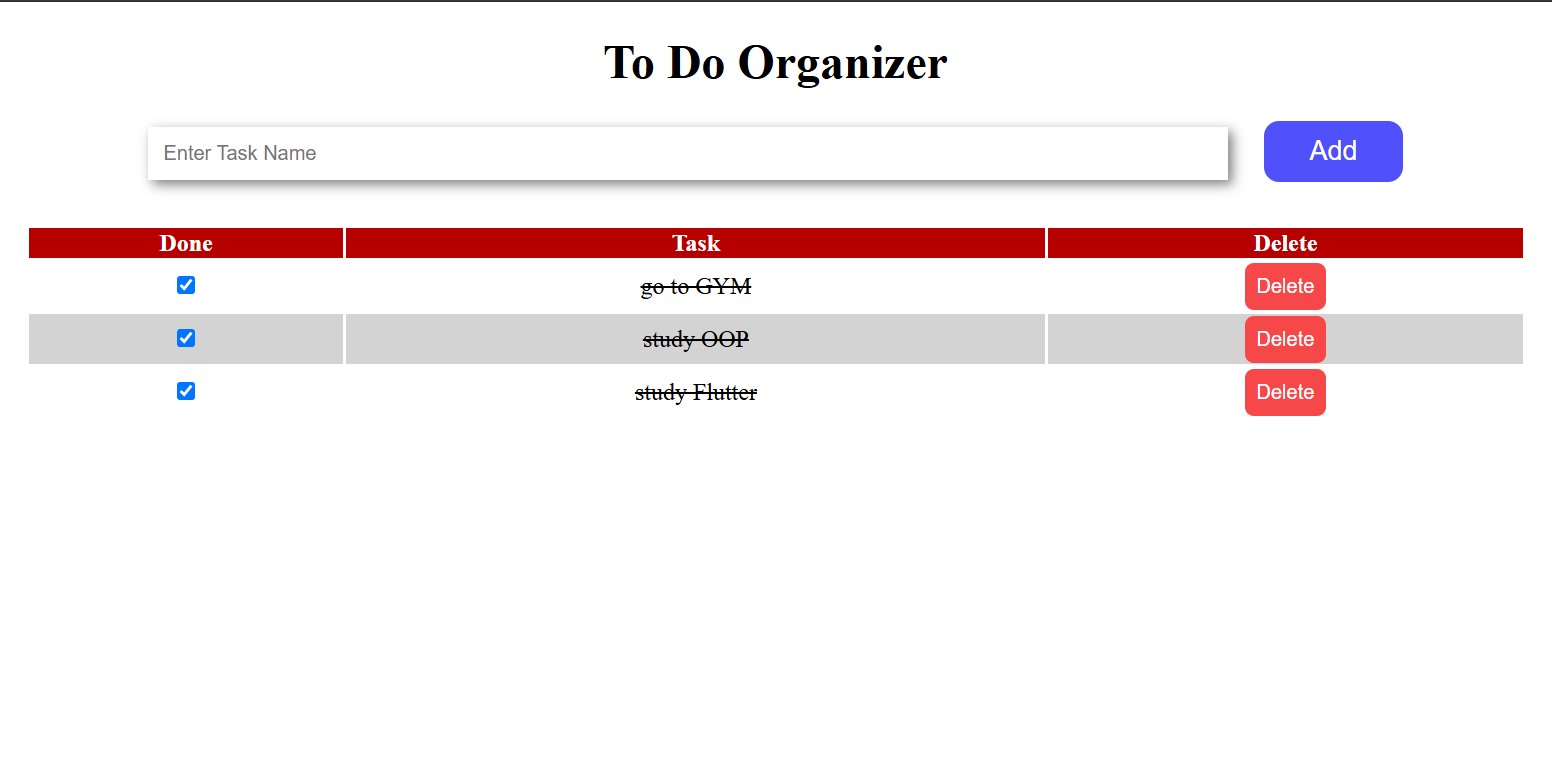 To Do Organizer
Enter Task Name Add
Done Task Delete
go to GYM Delete
study OOP Delete
study Flutter Delete